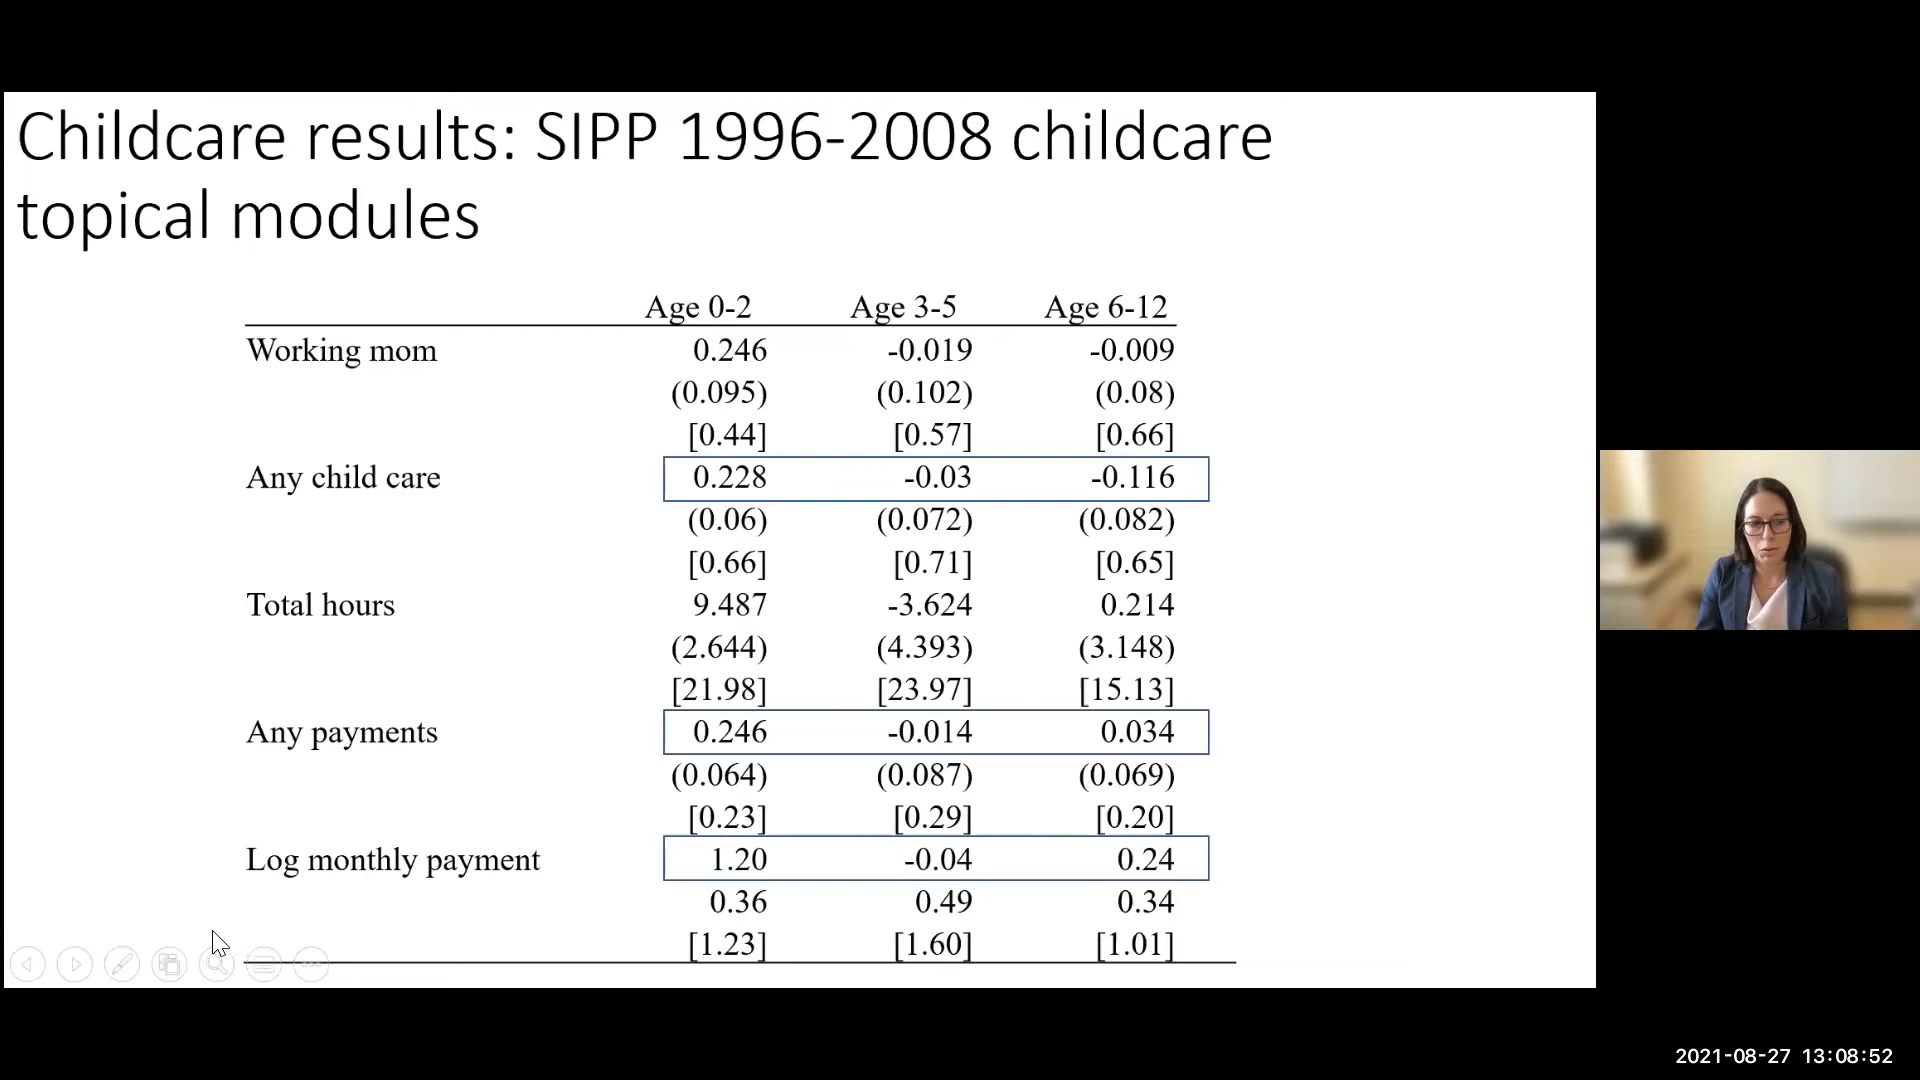 Childcare results: SIPP 1996-2008 childcare
topical modules
Age 0-2 Age 3-5 Age 6-12
Working mom 0.246 -0.019 -0.009
(0.095) (0.102) (0.08)
[0.44] [0.57] [0.66]
Any child care 0.228 -0.03 -0.116
(0.06) (0.072) (0.082)
[0.66] [0.71] [0.65]
Total hours 9.487 -3.624 0.214
(2.644) (4.393) (3.148)
[21.98] [23.97] [15.13]
Any payments 0.246 -0.014 0.034
(0.064) (0.087) (0.069)
[0.23] [0.29] [0.20]
Log monthly payment 1.20 -0.04 0.24
0.36 0.49 0.34
[1.23] [1.60] [1.01]
2021-08-27 13:08:52